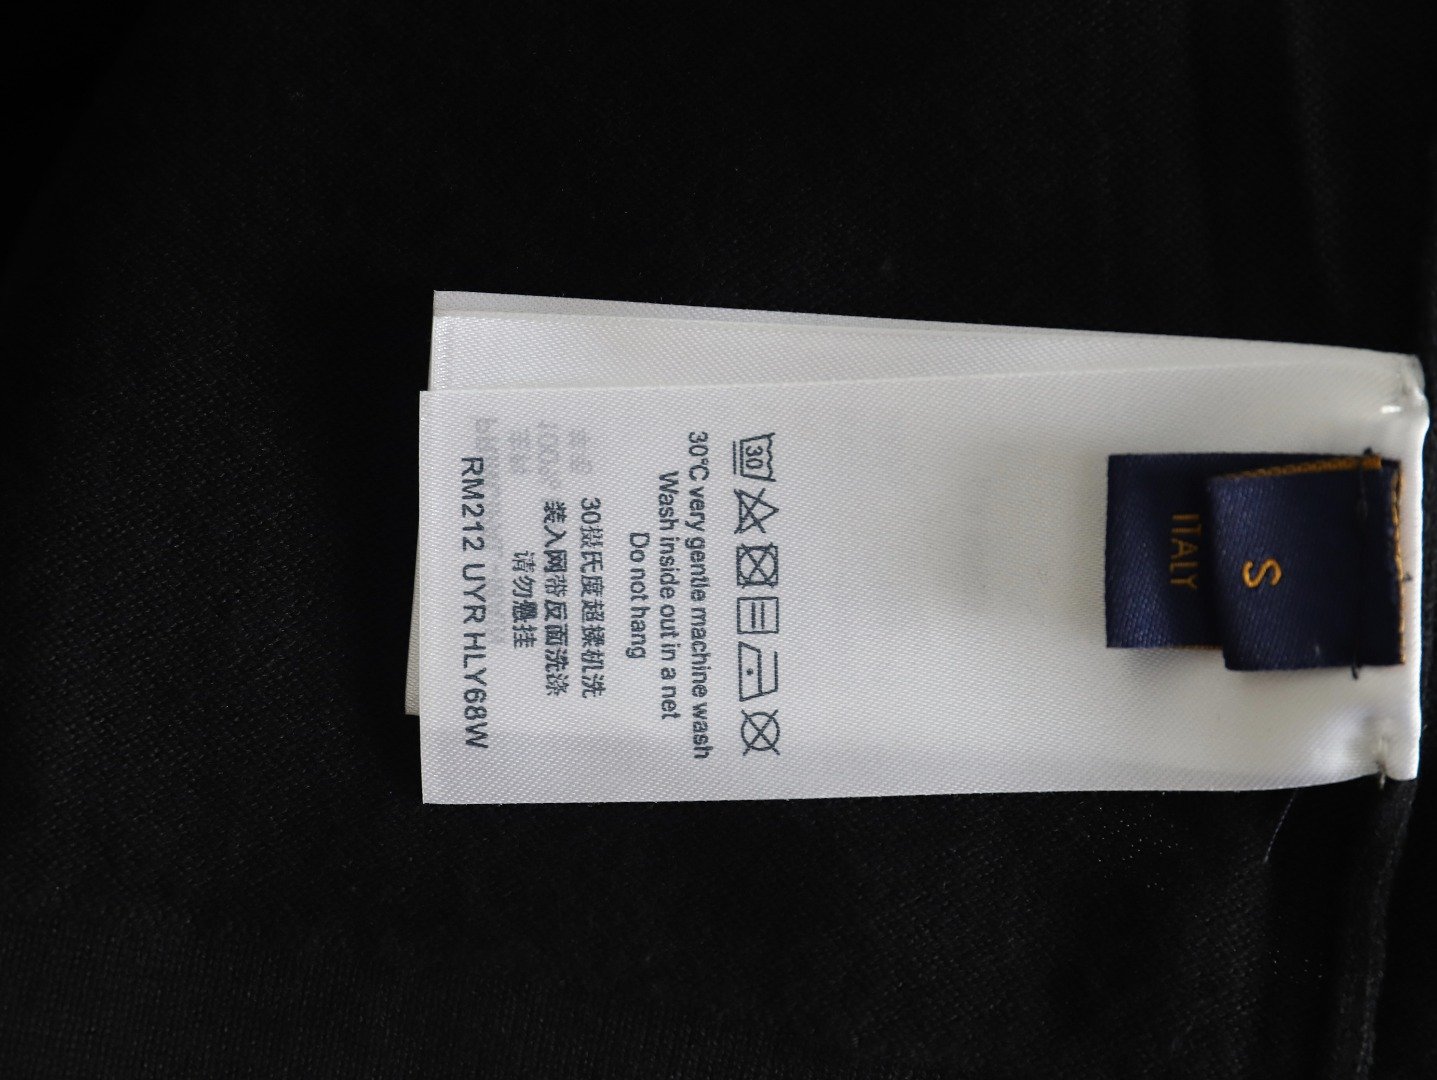 30
30°C very gentle machine wash
Wash inside out in a net
Do not hang
30摄氏度超揉机洗
装入网带反面洗涤
请勿悬挂
RM212 UYR HLY68W
ITALY
S